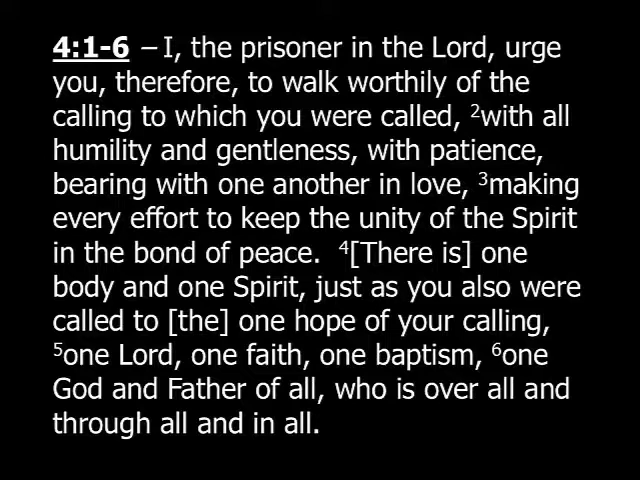 4:1-6 – I, the prisoner in the Lord, urge
you, therefore, to walk worthily of the
calling to which you were called, ²with all
humility and gentleness, with patience,
bearing with one another in love, ³making
every effort to keep the unity of the Spirit
in the bond of peace.  ⁴[There is] one
body and one Spirit, just as you also were
called to [the] one hope of your calling,
⁵one Lord, one faith, one baptism, ⁶one
God and Father of all, who is over all and
through all and in all.